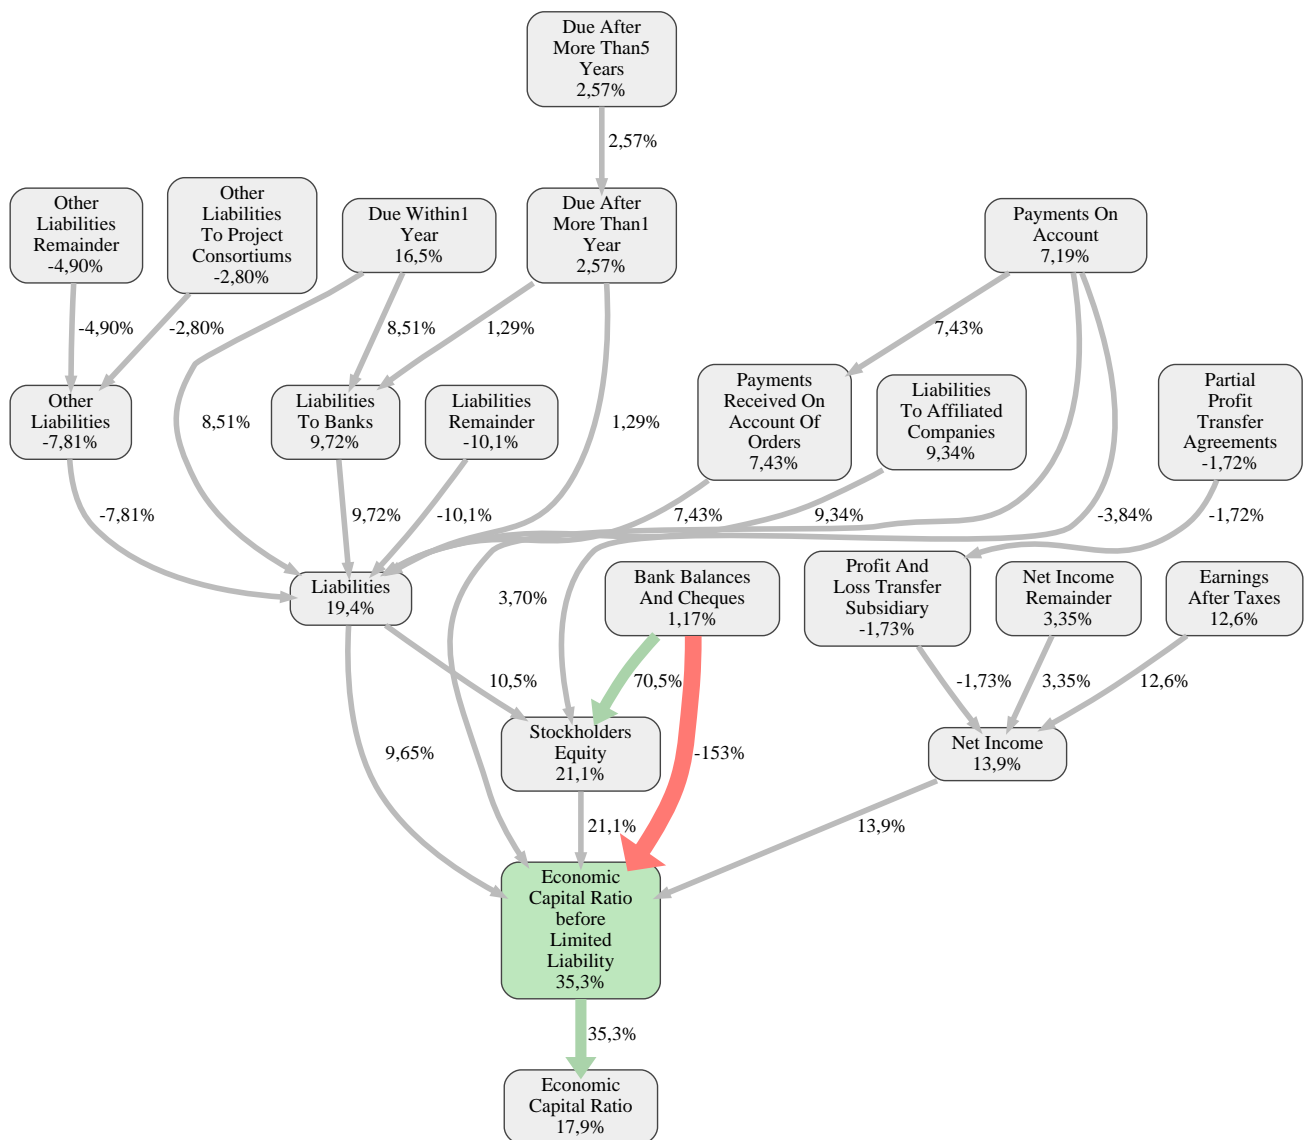 Due After
More Than5
Years
2,57%
2,57%
Other
Liabilities
Remainder
-4,90%
Other
Liabilities
To Project
Consortiums
-2,80%
Due Within1
Year
16,5%
Due After
More Than1
Year
2,57%
Payments On
Account
7,19%
-4,90%
-2,80%
8,51%
1,29%
7,43%
Other
Liabilities
-7,81%
Liabilities
To Banks
9,72%
Liabilities
Remainder
-10,1%
Payments
Received On
Account Of
Orders
7,43%
Liabilities
To Affiliated
Companies
9,34%
Partial
Profit
Transfer
Agreements
-1,72%
8,51%
1,29%
-7,81%
9,72%
-10,1%
7,43%
9,34%
-3,84%
-1,72%
Liabilities
19,4%
3,70%
Bank Balances
And Cheques
1,17%
Profit And
Loss Transfer
Subsidiary
-1,73%
Net Income
Remainder
3,35%
Earnings
After Taxes
12,6%
10,5%
70,5%
-1,73%
3,35%
12,6%
9,65%
Stockholders
Equity
21,1%
-153%
Net Income
13,9%
21,1%
13,9%
Economic
Capital Ratio
before
Limited
Liability
35,3%
35,3%
Economic
Capital Ratio
17,9%